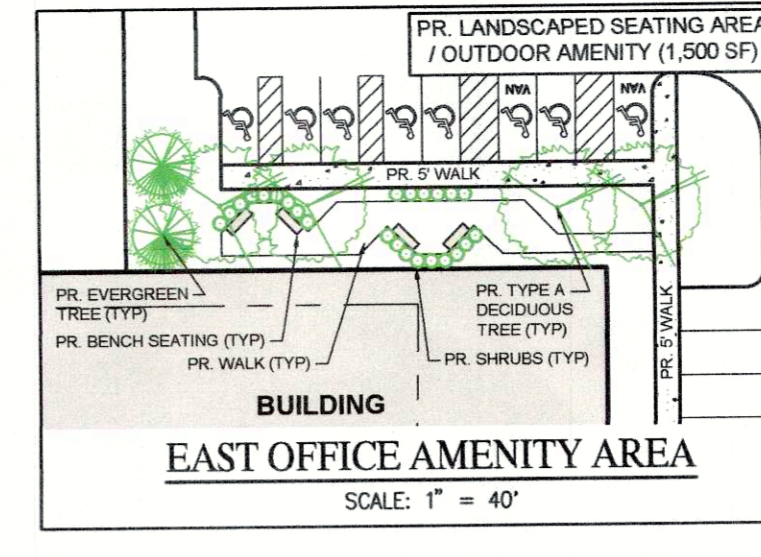 PR. LANDSCAPED SEATING AREA
/ OUTDOOR AMENITY (1,500 SF)
VAN
VAN
PR. 5' WALK
PR. EVERGREEN
TREE (TYP)
PR. BENCH SEATING (TYP)
PR. WALK (TYP)
PR. TYPE A
DECIDUOUS
TREE (TYP)
PR. SHRUBS (TYP)
PR. 5' WALK
BUILDING
EAST OFFICE AMENITY AREA
SCALE: 1" = 40'